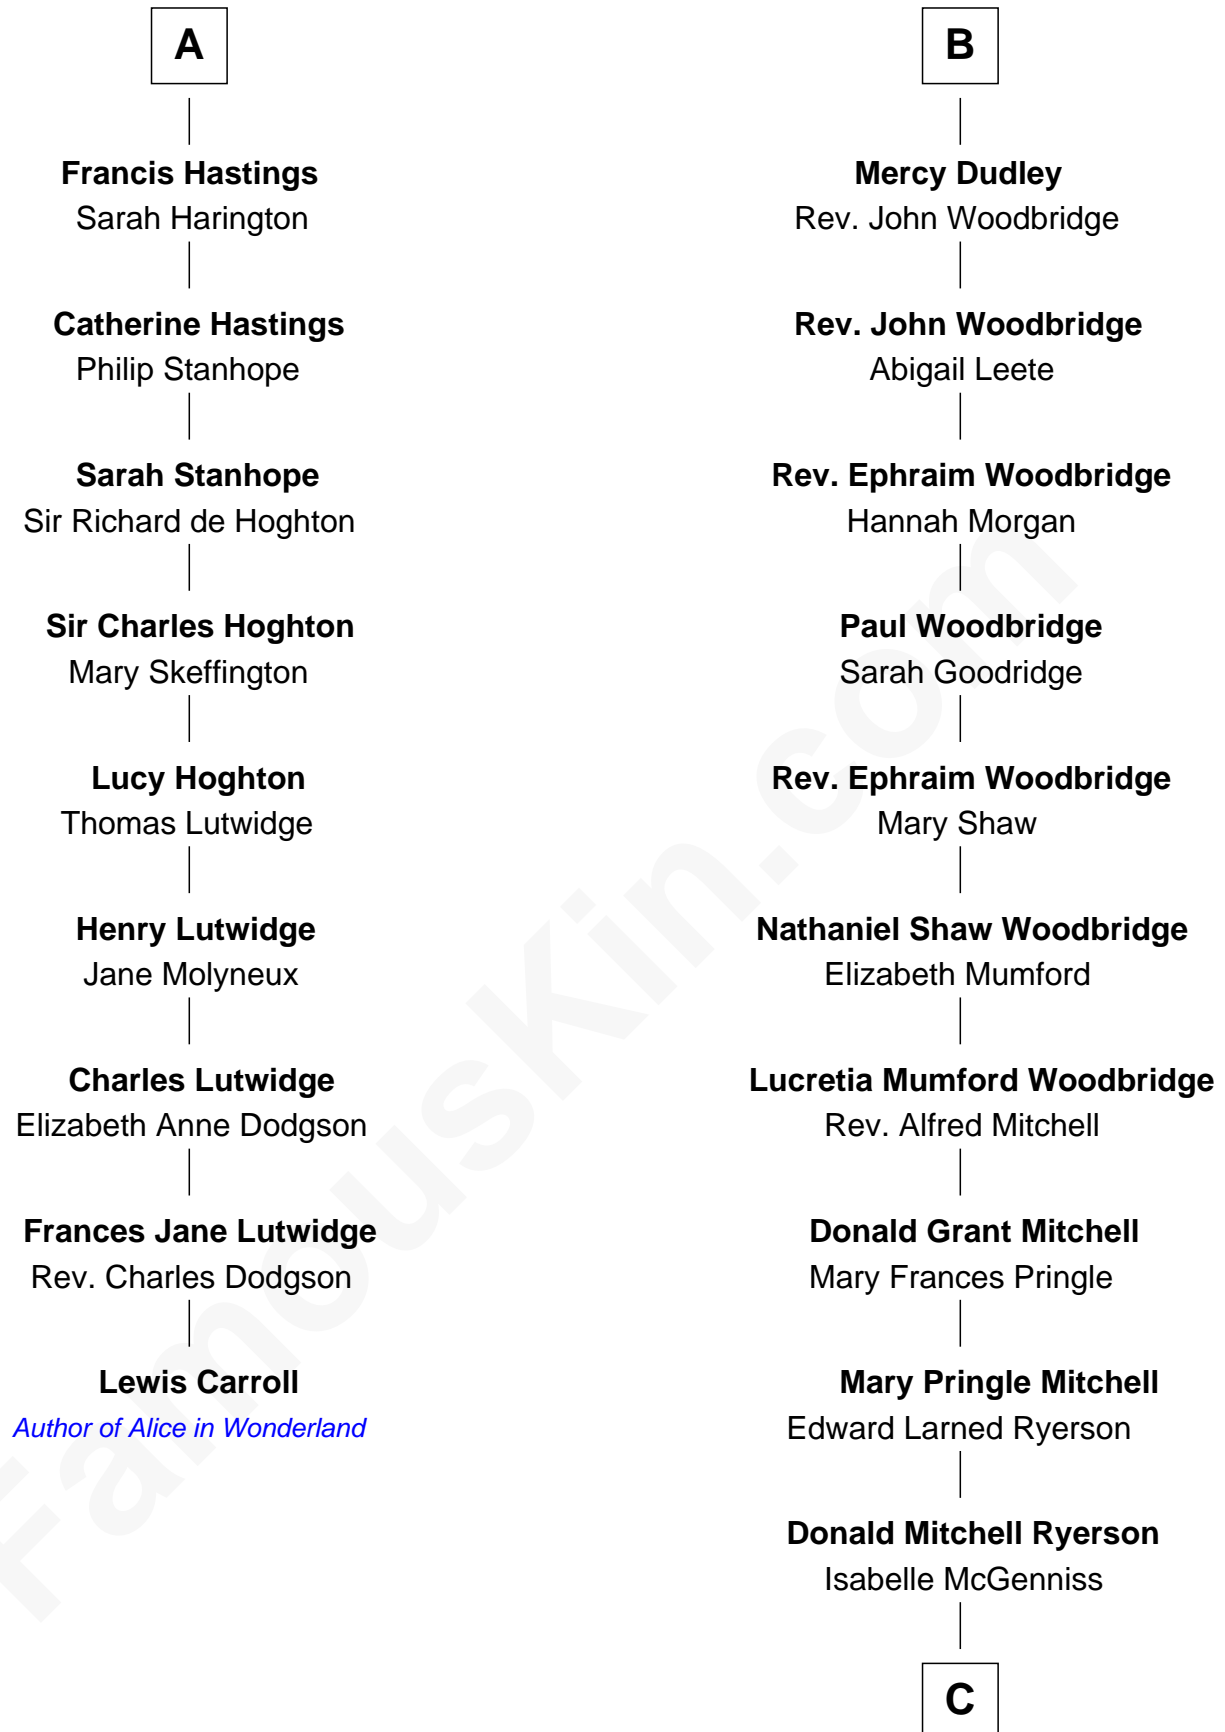 A
Francis Hastings
Sarah Harington
Catherine Hastings
Philip Stanhope
Sarah Stanhope
Sir Richard de Hoghton
Sir Charles Hoghton
Mary Skeffington
Lucy Hoghton
Thomas Lutwidge
Henry Lutwidge
Jane Molyneux
Charles Lutwidge
Elizabeth Anne Dodgson
Frances Jane Lutwidge
Rev. Charles Dodgson
Lewis Carroll
Author of Alice in Wonderland
B
Mercy Dudley
Rev. John Woodbridge
Rev. John Woodbridge
Abigail Leete
Rev. Ephraim Woodbridge
Hannah Morgan
Paul Woodbridge
Sarah Goodridge
Rev. Ephraim Woodbridge
Mary Shaw
Nathaniel Shaw Woodbridge
Elizabeth Mumford
Lucretia Mumford Woodbridge
Rev. Alfred Mitchell
Donald Grant Mitchell
Mary Frances Pringle
Mary Pringle Mitchell
Edward Larned Ryerson
Donald Mitchell Ryerson
Isabelle McGenniss
C
FamousKin.com